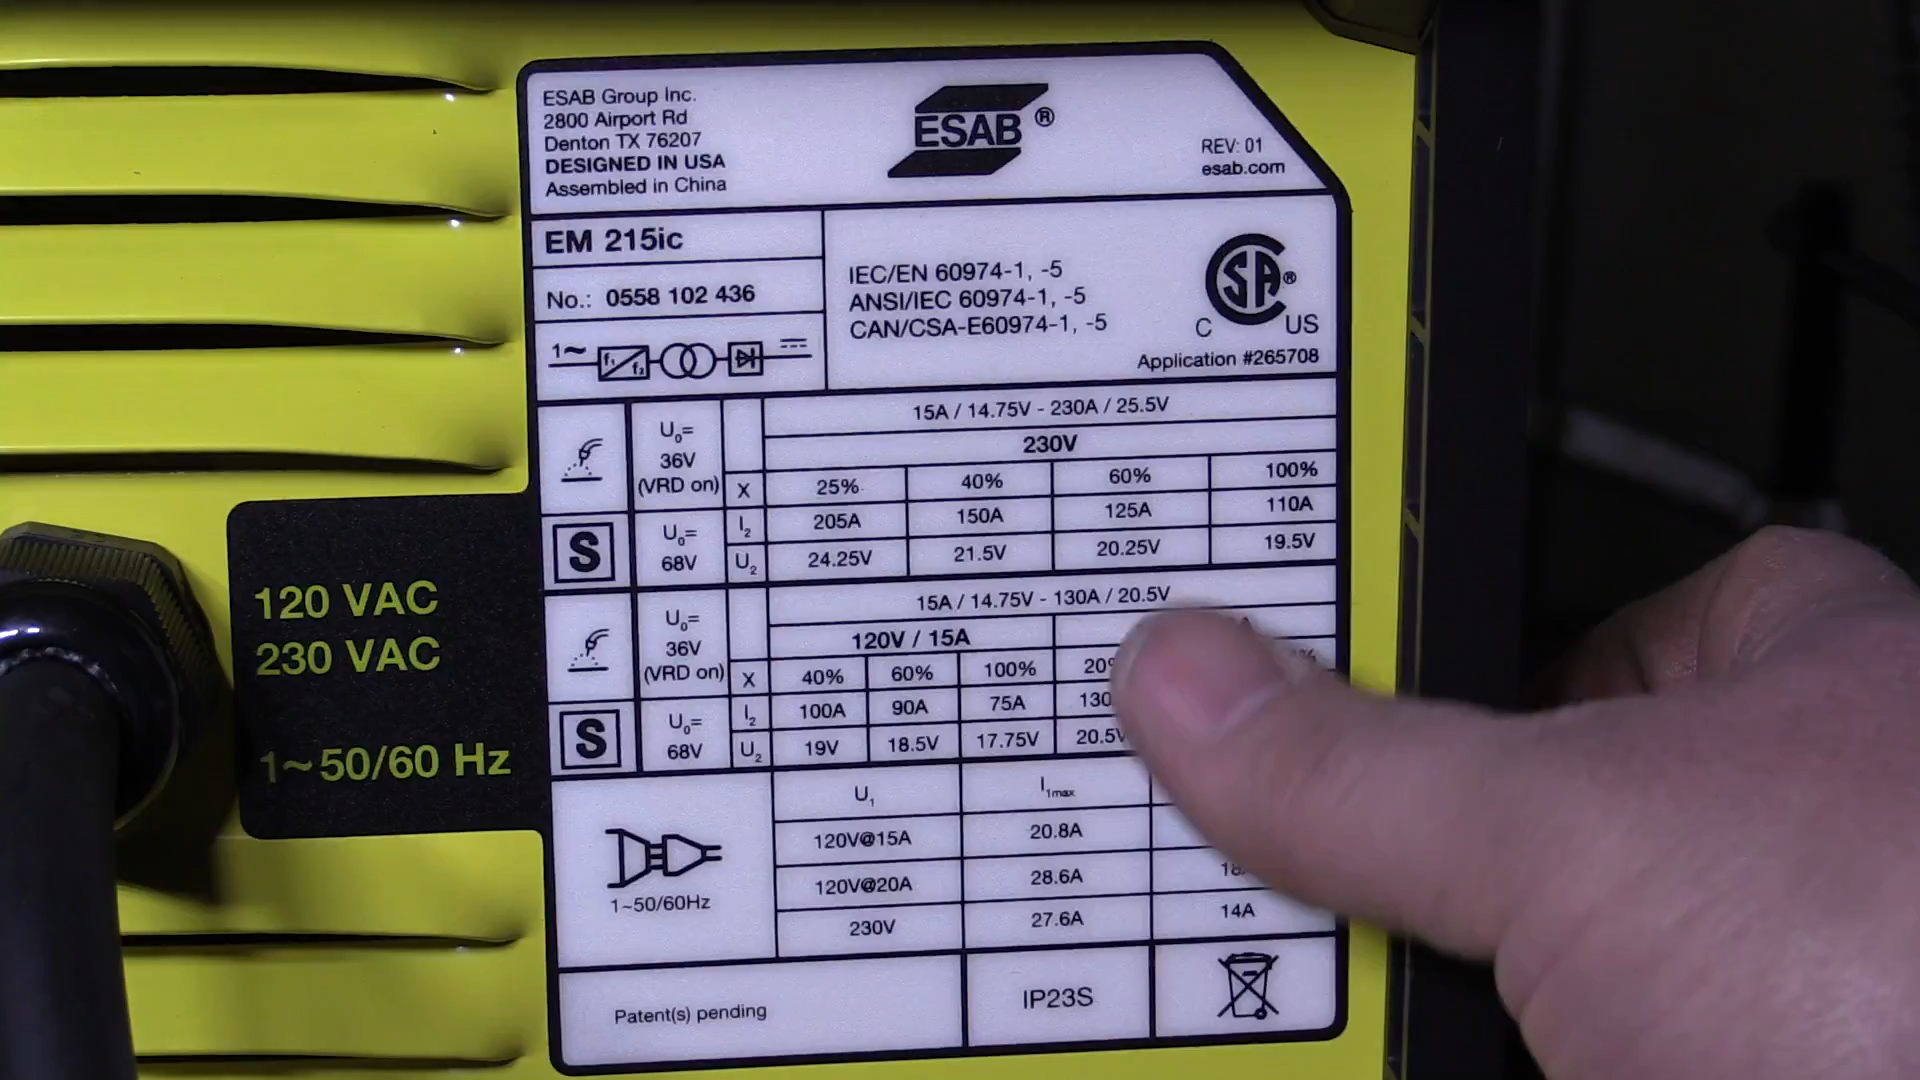 ESAB Group Inc.
2800 Airport Rd
Denton TX 76207
DESIGNED IN USA
Assembled in China
ESAB ®
REV: 01
esab.com
EM 215ic
No.: 0558 102 436
1~ f₁ f₂
IEC/EN 60974-1, -5
ANSI/IEC 60974-1, -5
CAN/CSA-E60974-1, -5
CSA ®
C US
Application #265708
U₀=
36V
(VRD on)
15A / 14.75V - 230A / 25.5V
230V
X 25% 40% 60% 100%
S
U₀=
68V
I₂ 205A 150A 125A 110A
U₂ 24.25V 21.5V 20.25V 19.5V
U₀=
36V
(VRD on)
15A / 14.75V - 130A / 20.5V
120V / 15A
X 40% 60% 100%
S
U₀=
68V
I₂ 100A 90A 75A 130
U₂ 19V 18.5V 17.75V 20.5V
U₁ I₁max
120V@15A 20.8A
120V@20A 28.6A
230V 27.6A 14A
1~50/60Hz
Patent(s) pending
IP23S
120 VAC
230 VAC
1~50/60 Hz